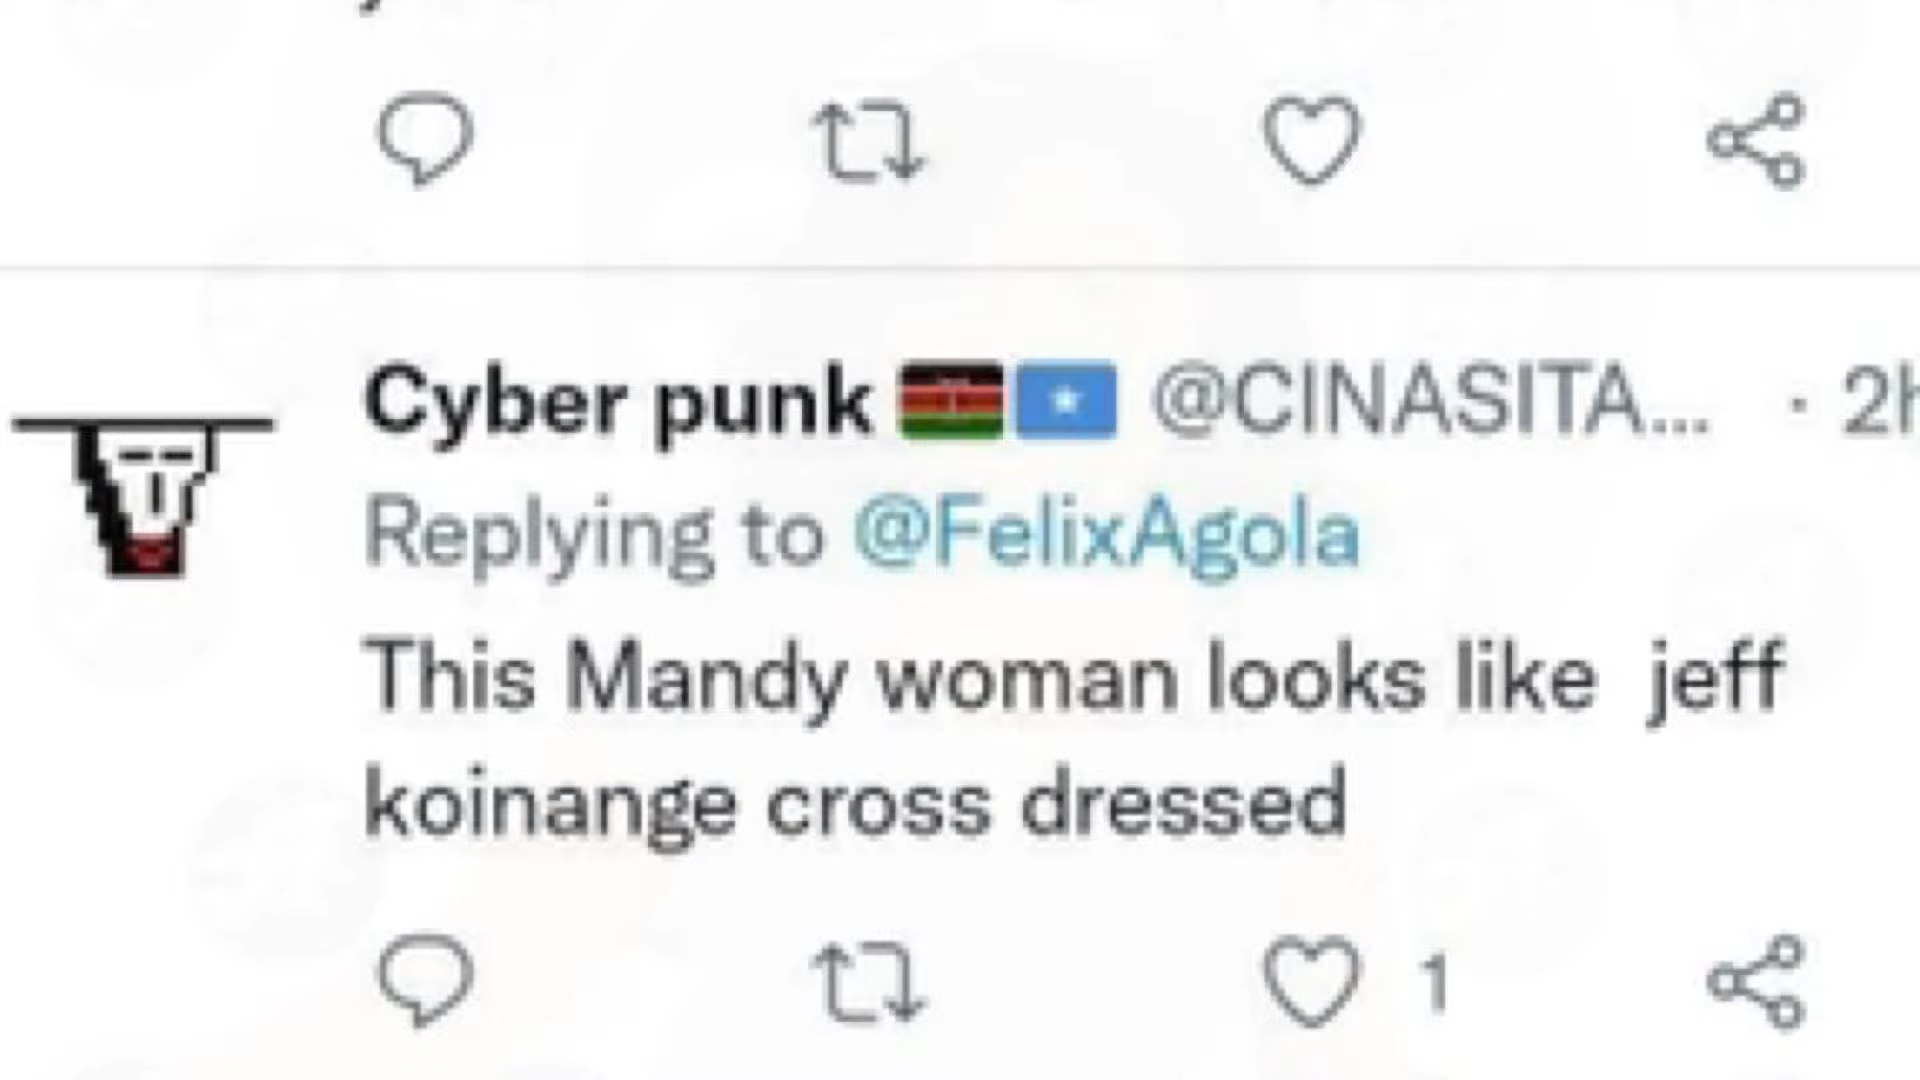 Cyber punk 🇰🇪🇸🇴 @CINASITA... · 2h
Replying to @FelixAgola
This Mandy woman looks like jeff
koinange cross dressed
1